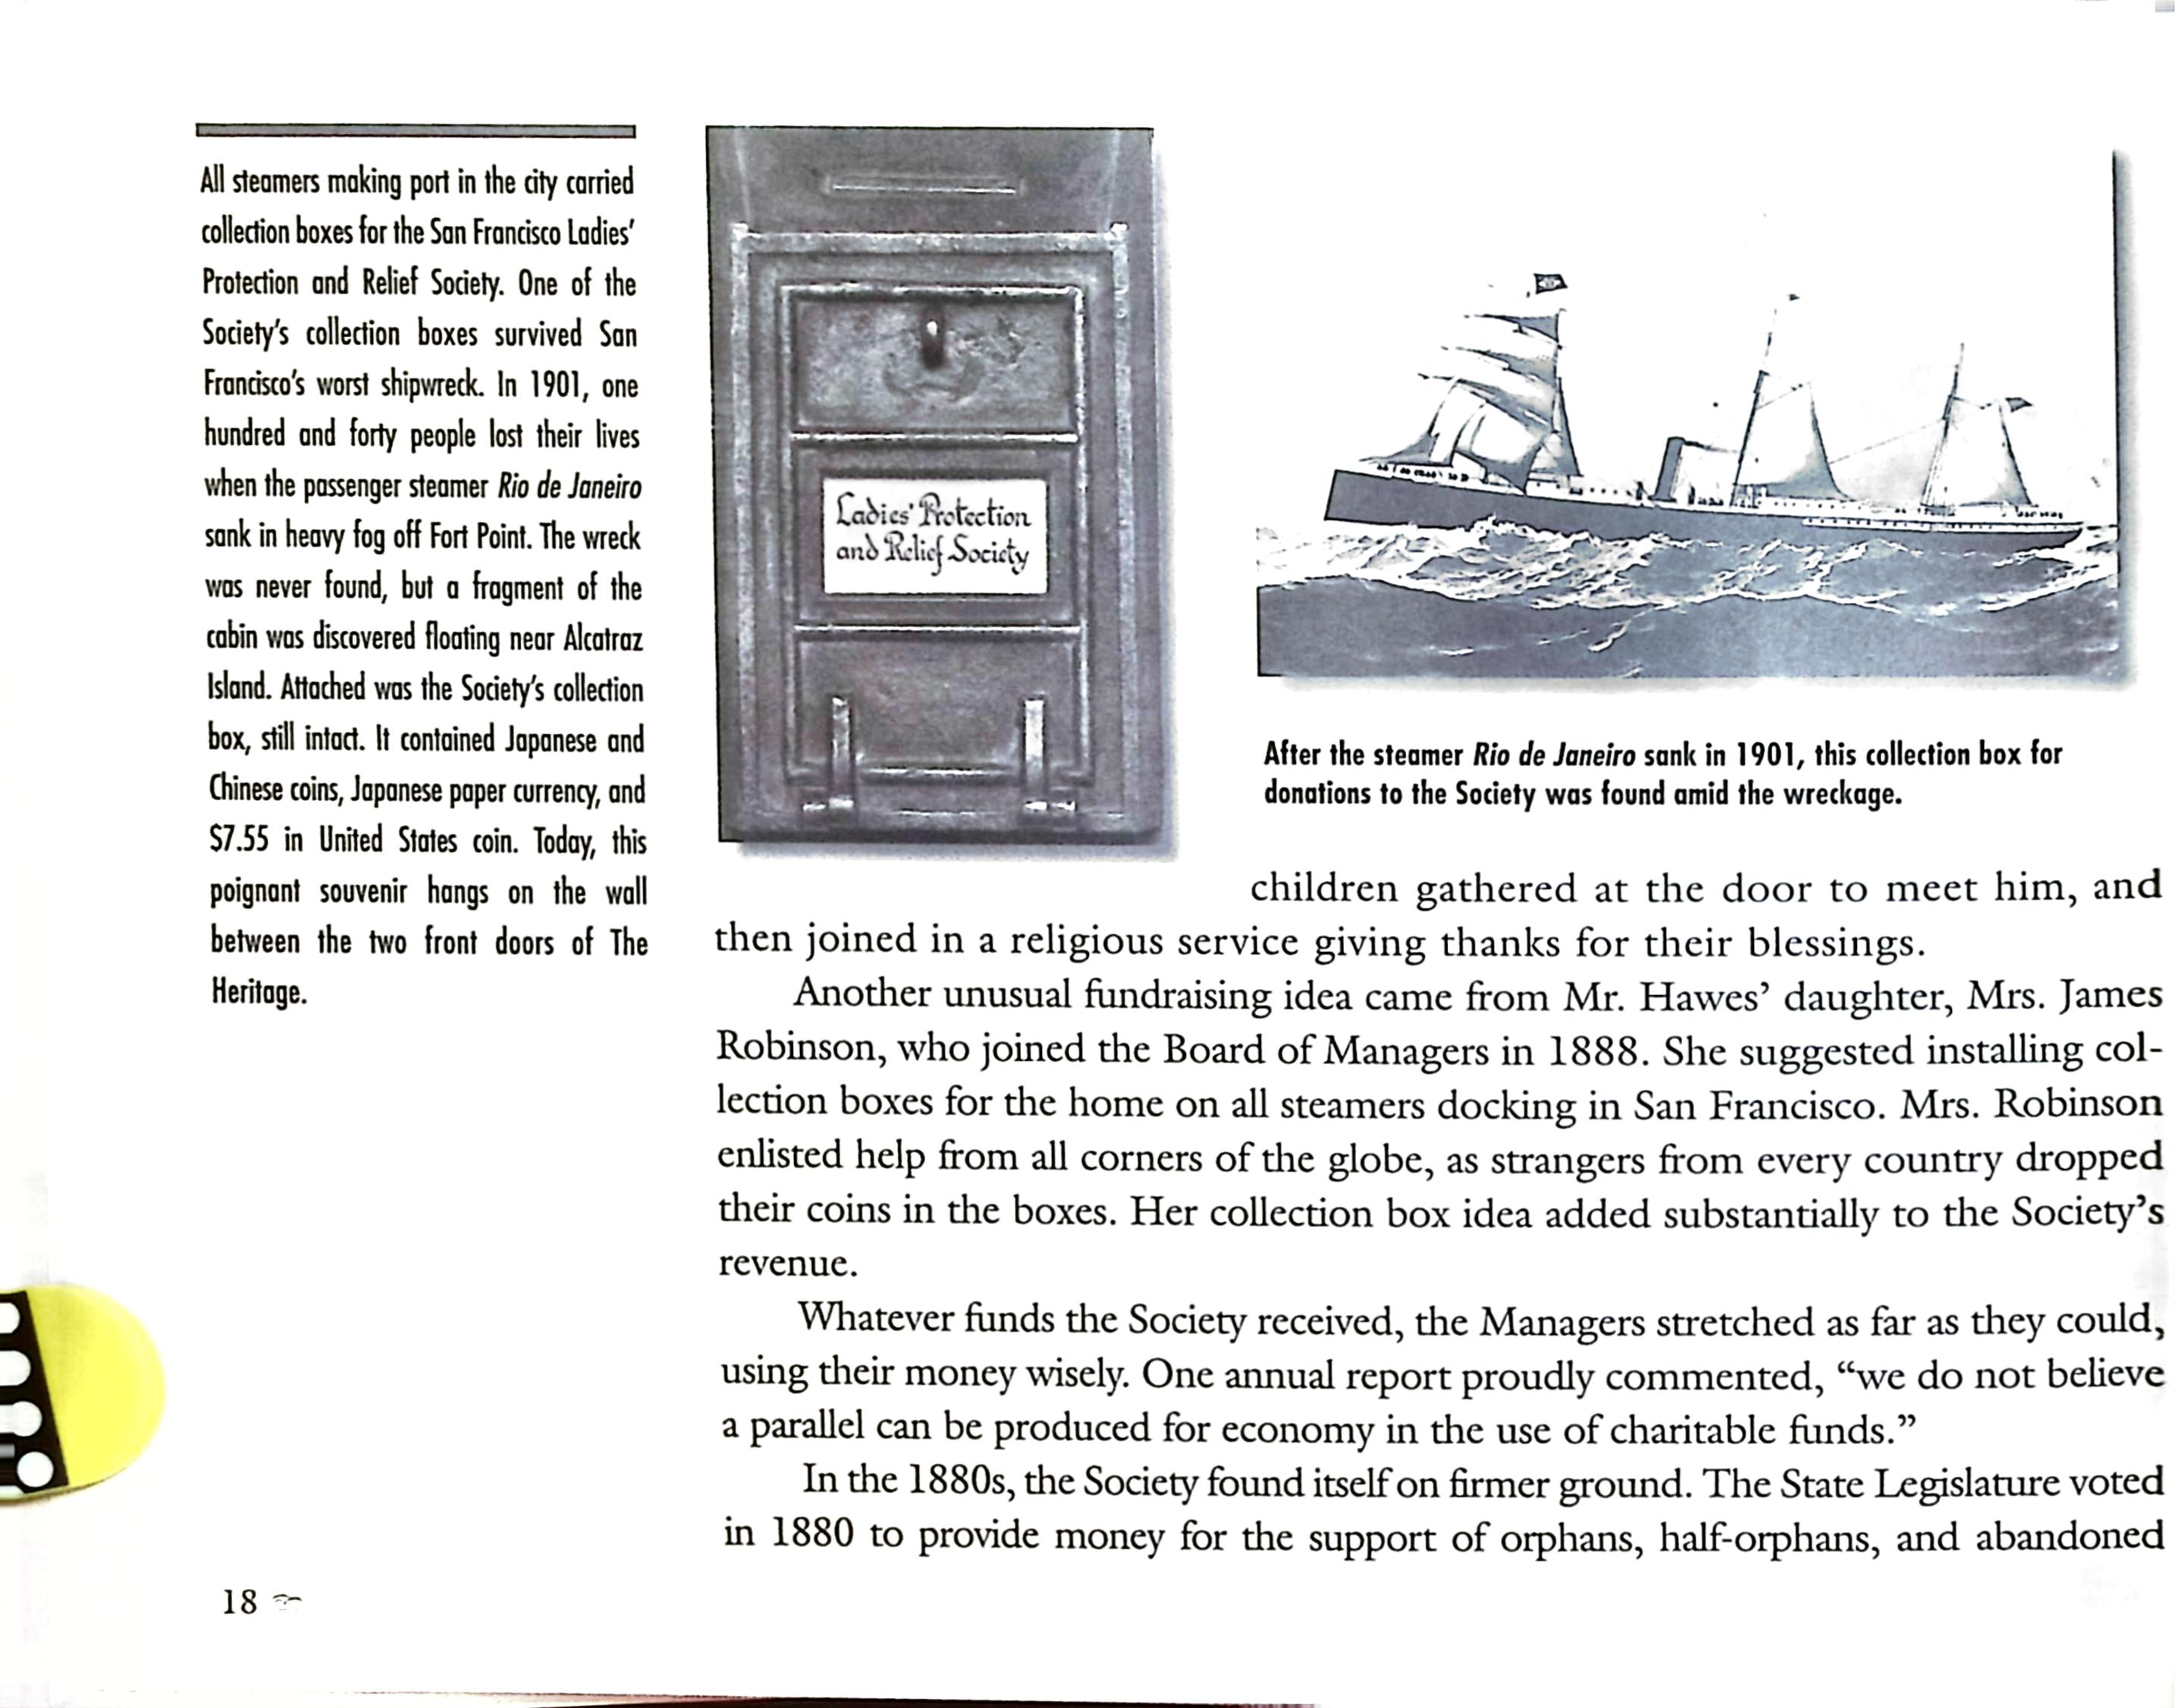 All steamers making port in the city carried
collection boxes for the San Francisco Ladies'
Protection and Relief Society. One of the
Society's collection boxes survived San
Francisco's worst shipwreck. In 1901, one
hundred and forty people lost their lives
when the passenger steamer Rio de Janeiro
sank in heavy fog off Fort Point. The wreck
was never found, but a fragment of the
cabin was discovered floating near Alcatraz
Island. Attached was the Society's collection
box, still intact. It contained Japanese and
Chinese coins, Japanese paper currency, and
$7.55 in United States coin. Today, this
poignant souvenir hangs on the wall
between the two front doors of The
Heritage.
Ladies' Protection
and Relief Society
After the steamer Rio de Janeiro sank in 1901, this collection box for
donations to the Society was found amid the wreckage.
children gathered at the door to meet him, and
then joined in a religious service giving thanks for their blessings.
Another unusual fundraising idea came from Mr. Hawes' daughter, Mrs. James
Robinson, who joined the Board of Managers in 1888. She suggested installing col-
lection boxes for the home on all steamers docking in San Francisco. Mrs. Robinson
enlisted help from all corners of the globe, as strangers from every country dropped
their coins in the boxes. Her collection box idea added substantially to the Society's
revenue.
Whatever funds the Society received, the Managers stretched as far as they could,
using their money wisely. One annual report proudly commented, "we do not believe
a parallel can be produced for economy in the use of charitable funds."
In the 1880s, the Society found itself on firmer ground. The State Legislature voted
in 1880 to provide money for the support of orphans, half-orphans, and abandoned
18